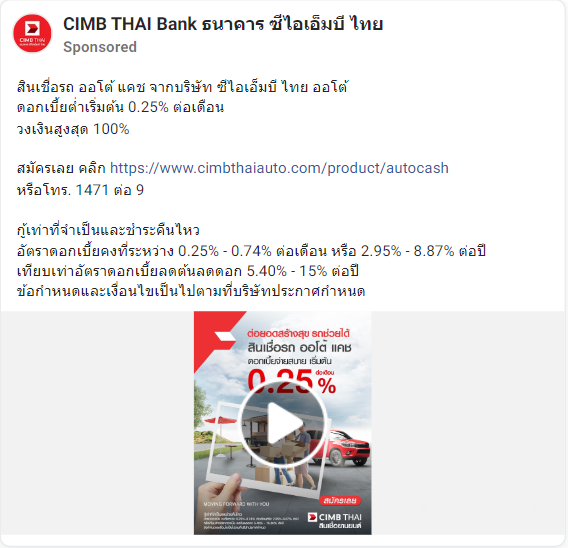 CIMB THAI
CIMB THAI Bank ธนาคาร ซีไอเอ็มบี ไทย
Sponsored
สินเชื่อรถ ออโต้ แคช จากบริษัท ซีไอเอ็มบี ไทย ออโต้
ดอกเบี้ยต่ำเริ่มต้น 0.25% ต่อเดือน
วงเงินสูงสุด 100%
สมัครเลย คลิก https://www.cimbthaiauto.com/product/autocash
หรือโทร. 1471 ต่อ 9
กู้เท่าที่จำเป็นและชำระคืนไหว
อัตราดอกเบี้ยคงที่ระหว่าง 0.25% - 0.74% ต่อเดือน หรือ 2.95% - 8.87% ต่อปี
เทียบเท่าอัตราดอกเบี้ยลดต้นลดดอก 5.40% - 15% ต่อปี
ข้อกำหนดและเงื่อนไขเป็นไปตามที่บริษัทประกาศกำหนด
ต่อยอดสร้างสุข รถช่วยได้
สินเชื่อรถ ออโต้ แคช
ดอกเบี้ยจ่ายสบาย เริ่มต้น
0.25% ต่อเดือน
สมัครเลย
MOVING FORWARD WITH YOU
CIMB THAI
สินเชื่อยานยนต์